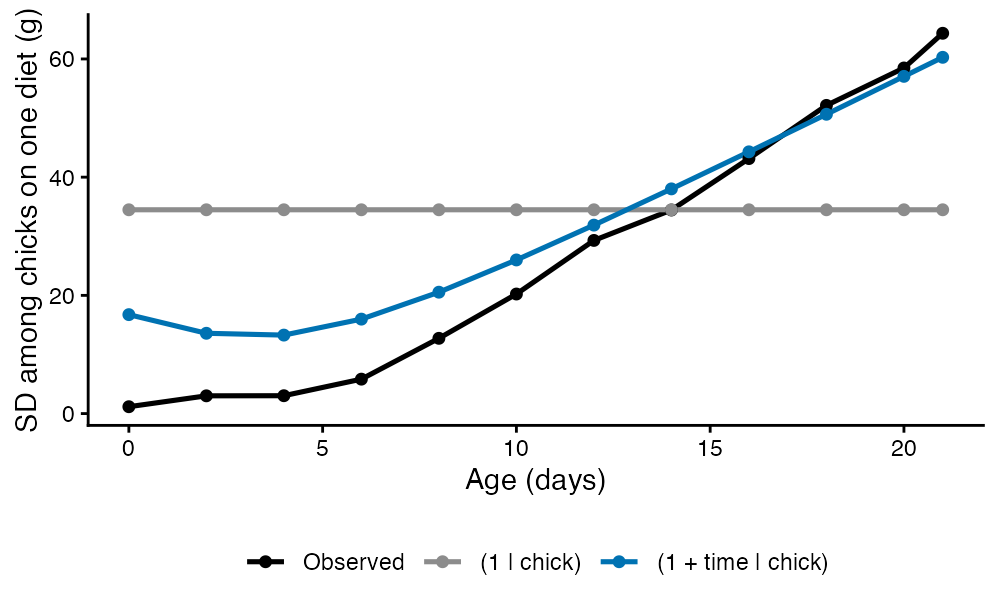 SD among chicks on one diet (g)
60
40
20
0
0 5 10 15 20
Age (days)
Observed (1 | chick) (1 + time | chick)